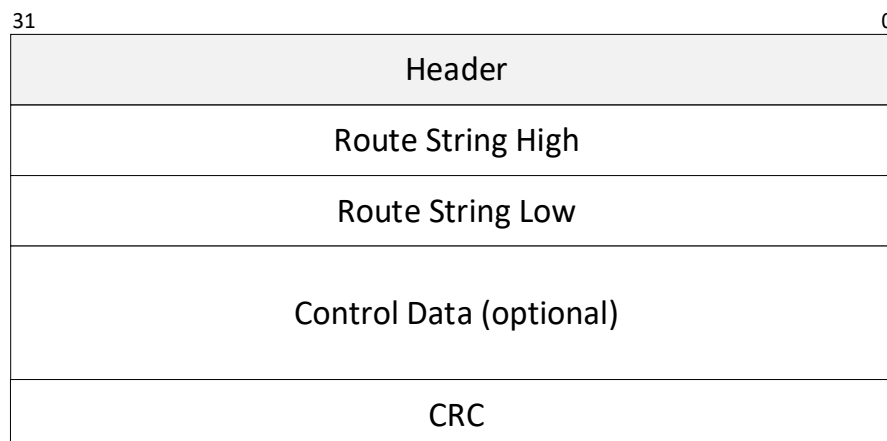 31 0
Header
Route String High
Route String Low
Control Data (optional)
CRC